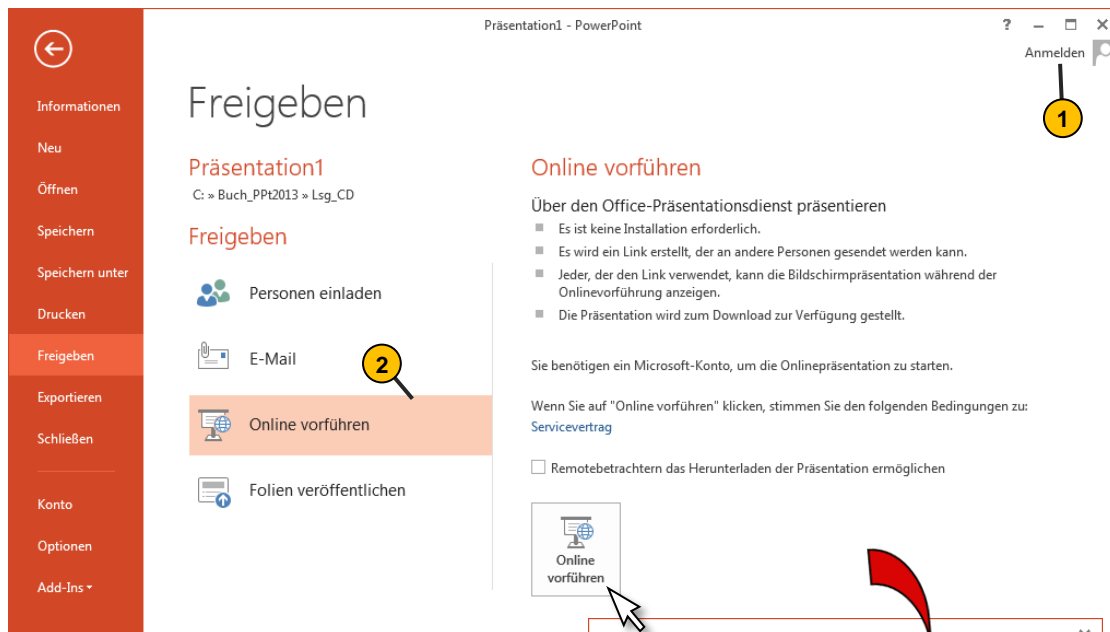 Präsentation1 - PowerPoint
?
Anmelden
1
Informationen
Neu
Öffnen
Speichern
Speichern unter
Drucken
Freigeben
Exportieren
Schließen
Konto
Optionen
Add-Ins
Freigeben
Präsentation1
C: » Buch_PPt2013 » Lsg_CD
Freigeben
Personen einladen
E-Mail
2
Online vorführen
Folien veröffentlichen
Online vorführen
Über den Office-Präsentationsdienst präsentieren
Es ist keine Installation erforderlich.
Es wird ein Link erstellt, der an andere Personen gesendet werden kann.
Jeder, der den Link verwendet, kann die Bildschirmpräsentation während der
Onlinevorführung anzeigen.
Die Präsentation wird zum Download zur Verfügung gestellt.
Sie benötigen ein Microsoft-Konto, um die Onlinepräsentation zu starten.
Wenn Sie auf "Online vorführen" klicken, stimmen Sie den folgenden Bedingungen zu:
Servicevertrag
Remotebetrachtern das Herunterladen der Präsentation ermöglichen
Online
vorführen